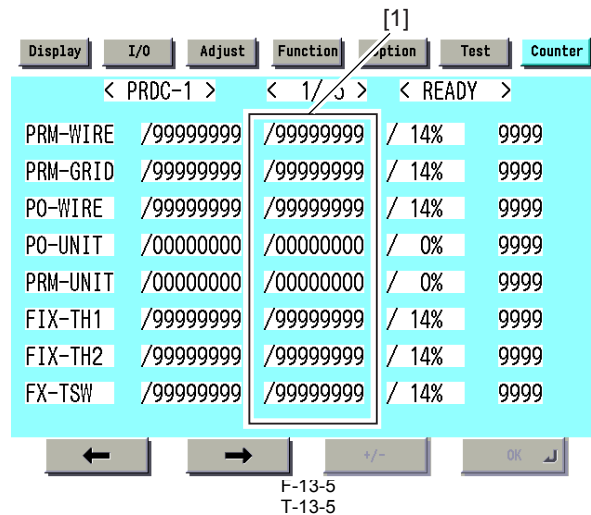 [1]
Display I/O Adjust Function Option Test Counter
< PRDC-1 > < 1/ 5 > < READY >
PRM-WIRE /99999999 /99999999 / 14% 9999
PRM-GRID /99999999 /99999999 / 14% 9999
PO-WIRE /99999999 /99999999 / 14% 9999
PO-UNIT /00000000 /00000000 / 0% 9999
PRM-UNIT /00000000 /00000000 / 0% 9999
FIX-TH1 /99999999 /99999999 / 14% 9999
FIX-TH2 /99999999 /99999999 / 14% 9999
FX-TSW /99999999 /99999999 / 14% 9999
← → +/- OK
F-13-5
T-13-5